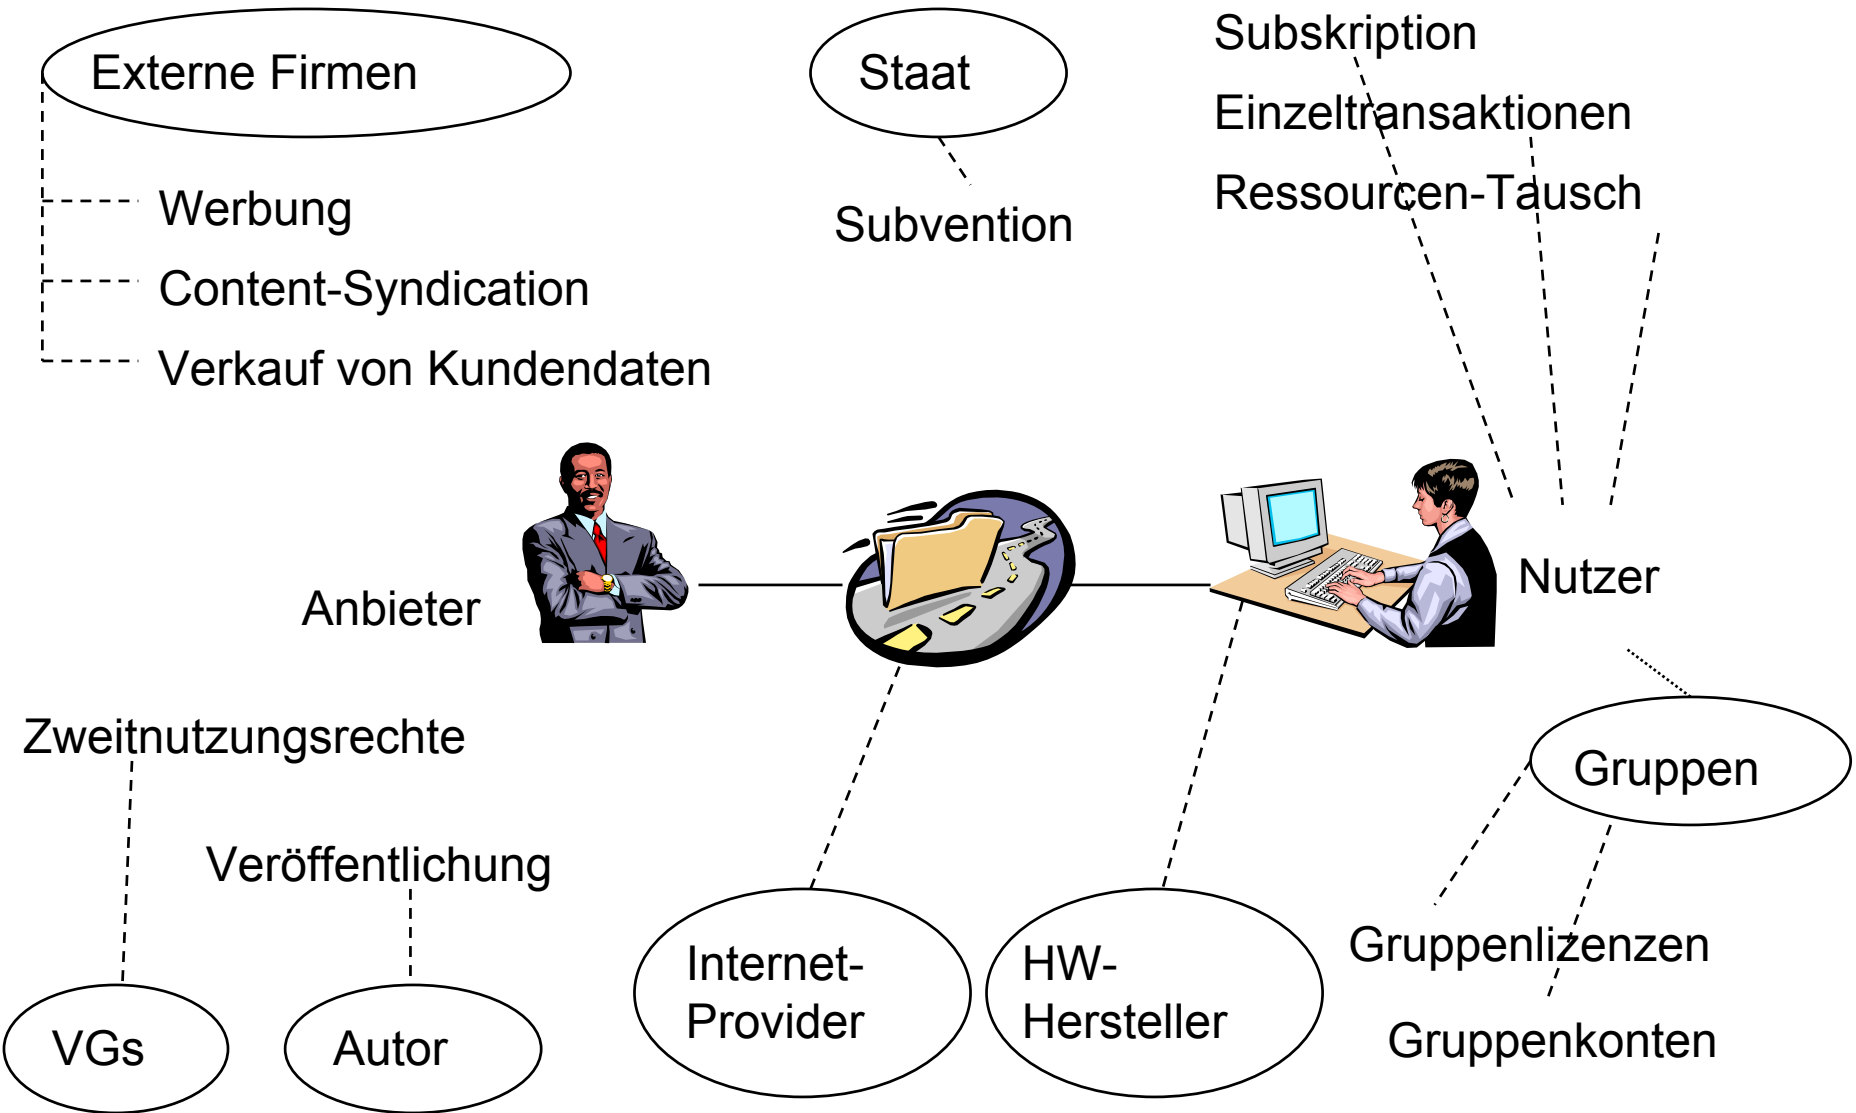 Externe Firmen
Werbung
Content-Syndication
Verkauf von Kundendaten
Staat
Subvention
Subskription
Einzeltransaktionen
Ressourcen-Tausch
Anbieter
Nutzer
Zweitnutzungsrechte
Veröffentlichung
VGs
Autor
Internet-
Provider
HW-
Hersteller
Gruppen
Gruppenlizenzen
Gruppenkonten